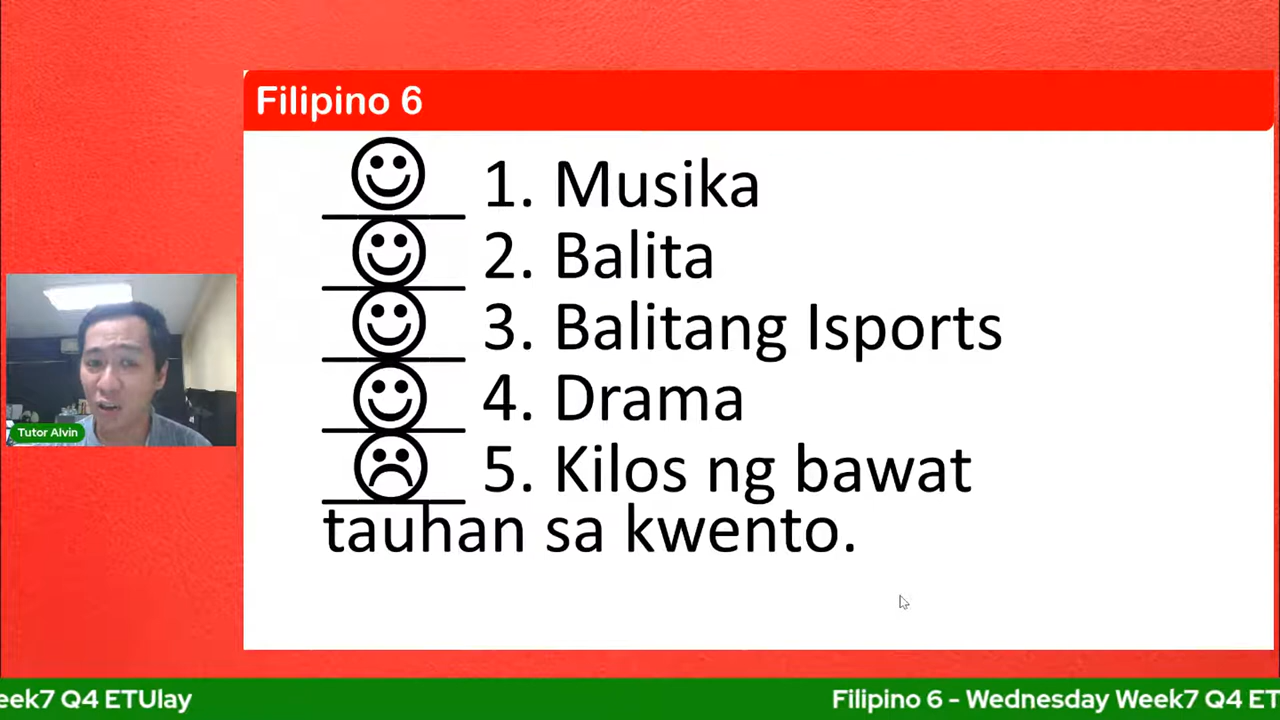 Filipino 6
1. Musika
2. Balita
3. Balitang Isports
4. Drama
5. Kilos ng bawat
tauhan sa kwento.
Tutor Alvin
eek7 Q4 ETUlay
Filipino 6 - Wednesday Week7 Q4 ET